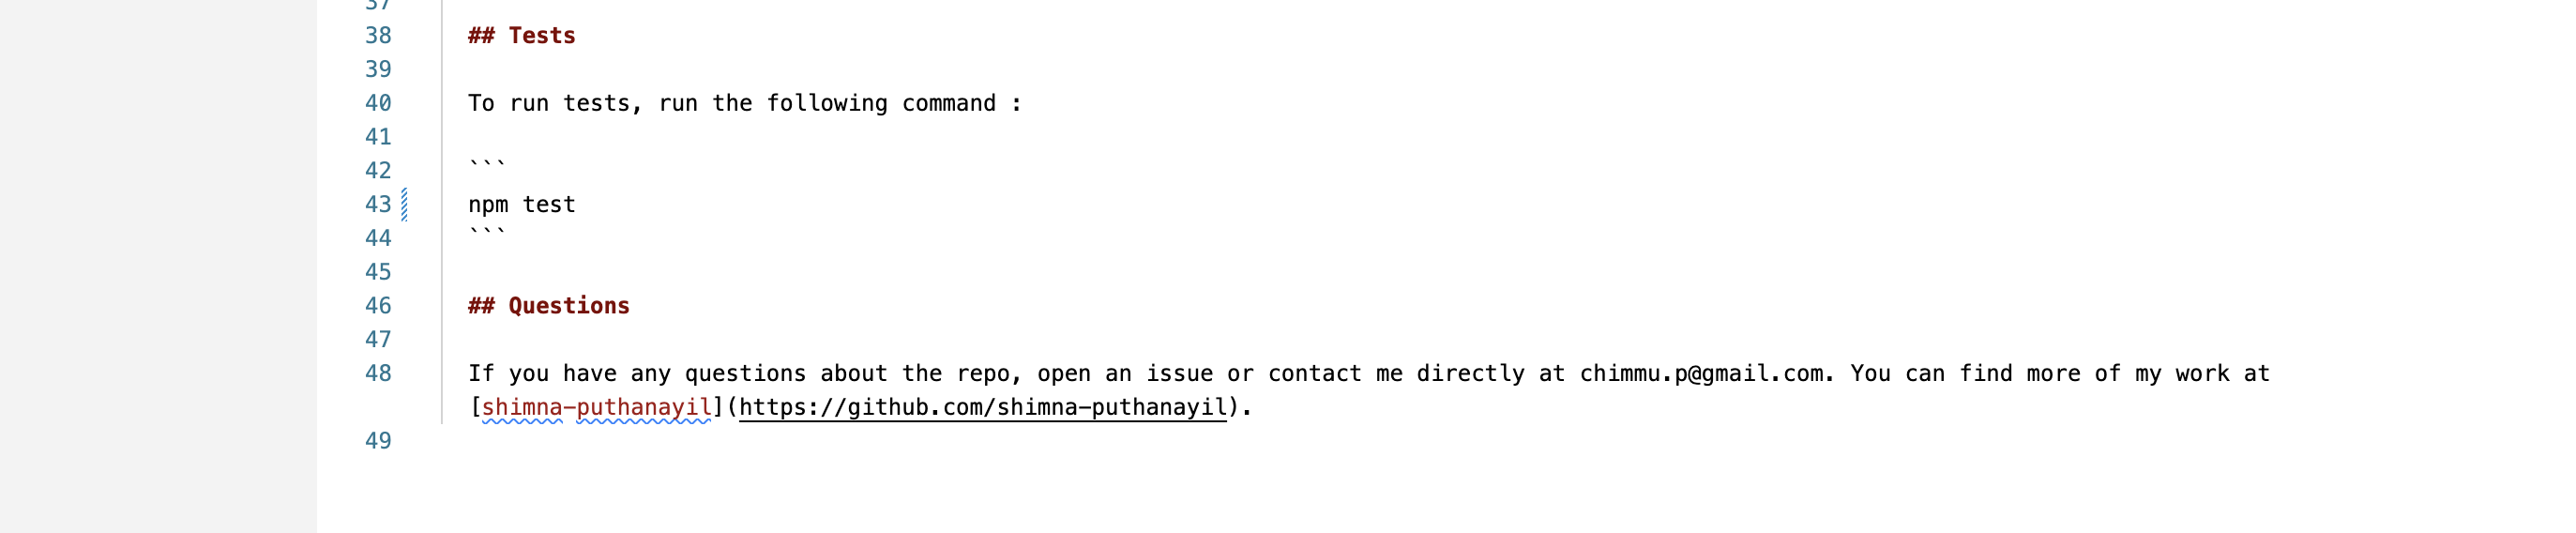 37
38 ## Tests
39
40 To run tests, run the following command :
41
42 ```
43 npm test
44 ```
45
46 ## Questions
47
48 If you have any questions about the repo, open an issue or contact me directly at chimmu.p@gmail.com. You can find more of my work at
[shimna-puthanayil](https://github.com/shimna-puthanayil).
49